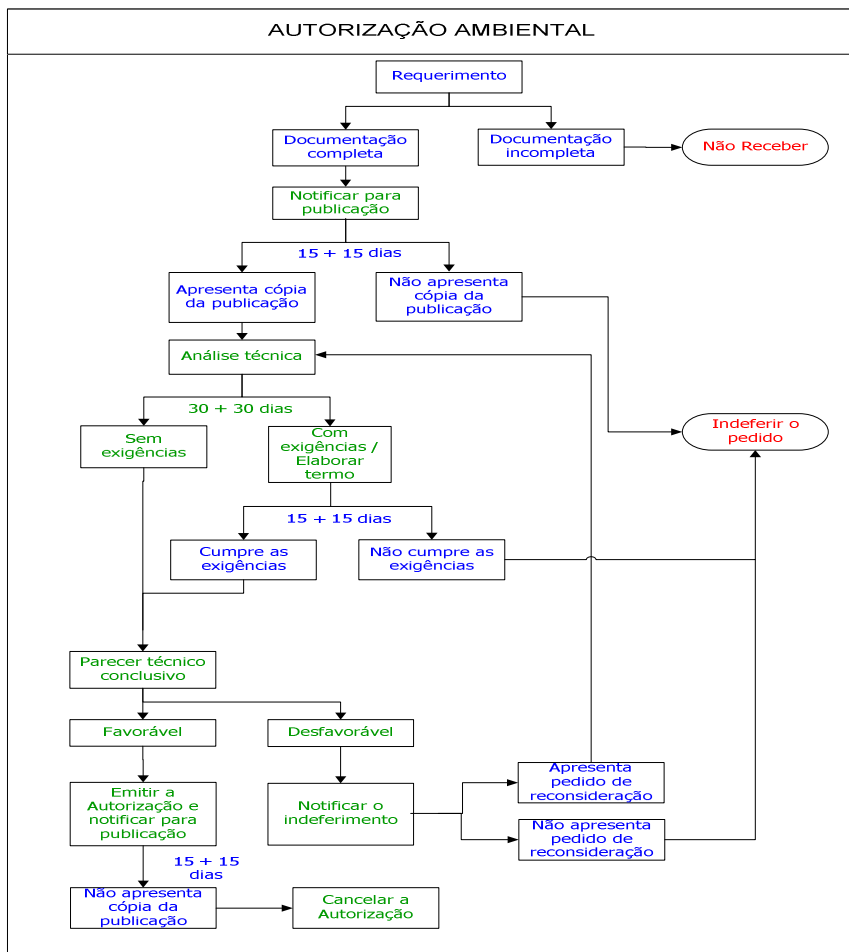 AUTORIZAÇÃO AMBIENTAL
Requerimento
Documentação
completa
Documentação
incompleta
Não Receber
Notificar para
publicação
15 + 15 dias
Apresenta cópia
da publicação
Não apresenta
cópia da
publicação
Análise técnica
30 + 30 dias
Sem
exigências
Com
exigências /
Elaborar
termo
Indeferir o
pedido
15 + 15 dias
Cumpre as
exigências
Não cumpre as
exigências
Parecer técnico
conclusivo
Favorável
Desfavorável
Emitir a
Autorização e
notificar para
publicação
Notificar o
indeferimento
Apresenta
pedido de
reconsideração
Não apresenta
pedido de
reconsideração
15 + 15
dias
Não apresenta
cópia da
publicação
Cancelar a
Autorização